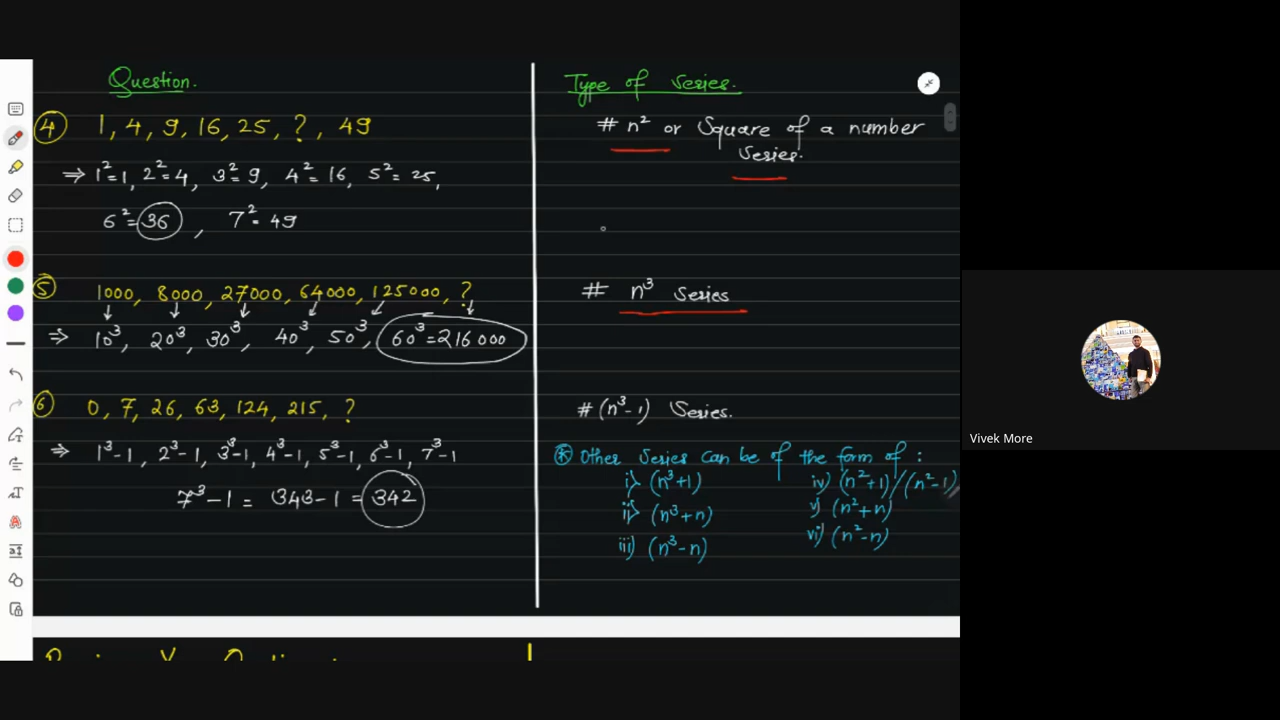 Question.
Type of Series.
④ 1, 4, 9, 16, 25, ?, 49
# n² or Square of a number
Series.
⇒ 1²=1, 2²=4, 3²=9, 4²=16, 5²=25,
6²=36, 7²=49
⑤ 1000, 8000, 27000, 64000, 125000, ?
# n³ Series
⇒ 10³, 20³, 30³, 40³, 50³, 60³=216000
⑥ 0, 7, 26, 63, 124, 215, ?
# (n³-1) Series.
⇒ 1³-1, 2³-1, 3³-1, 4³-1, 5³-1, 6³-1, 7³-1
7³-1 = 343-1 = 342
⊛ Other Series can be of the form of :
i) (n³+1)
ii) (n³+n)
iii) (n³-n)
iv) (n²+1)/(n²-1)
v) (n²+n)
vi) (n²-n)
Vivek More